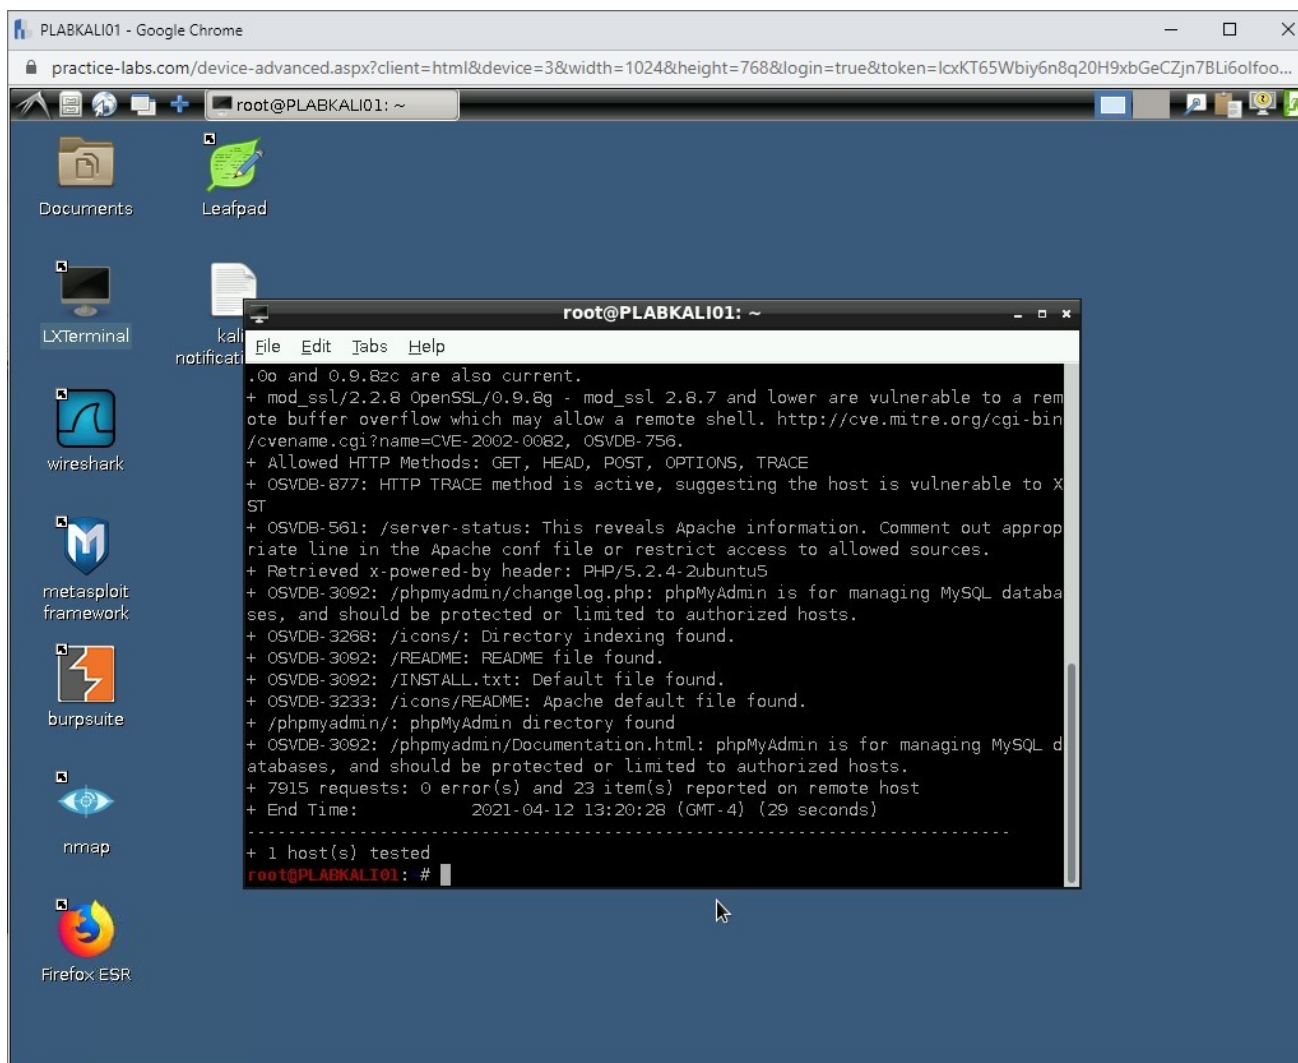 PLABKALI01 - Google Chrome
practice-labs.com/device-advanced.aspx?client=html&device=3&width=1024&height=768&login=true&token=lcxKT65Wbiy6n8q20H9xbGeCZjn7BLi6olfoo...
root@PLABKALI01: ~
Documents
Leafpad
LXTerminal
kali
notificati
wireshark
metasploit
framework
burpsuite
nmap
Firefox ESR
root@PLABKALI01: ~
File Edit Tabs Help
.0o and 0.9.8zc are also current.
+ mod_ssl/2.2.8 OpenSSL/0.9.8g - mod_ssl 2.8.7 and lower are vulnerable to a rem
ote buffer overflow which may allow a remote shell. http://cve.mitre.org/cgi-bin
/cvename.cgi?name=CVE-2002-0082, OSVDB-756.
+ Allowed HTTP Methods: GET, HEAD, POST, OPTIONS, TRACE
+ OSVDB-877: HTTP TRACE method is active, suggesting the host is vulnerable to X
ST
+ OSVDB-561: /server-status: This reveals Apache information. Comment out approp
riate line in the Apache conf file or restrict access to allowed sources.
+ Retrieved x-powered-by header: PHP/5.2.4-2ubuntu5
+ OSVDB-3092: /phpmyadmin/changelog.php: phpMyAdmin is for managing MySQL databa
ses, and should be protected or limited to authorized hosts.
+ OSVDB-3268: /icons/: Directory indexing found.
+ OSVDB-3092: /README: README file found.
+ OSVDB-3092: /INSTALL.txt: Default file found.
+ OSVDB-3233: /icons/README: Apache default file found.
+ /phpmyadmin/: phpMyAdmin directory found
+ OSVDB-3092: /phpmyadmin/Documentation.html: phpMyAdmin is for managing MySQL d
atabases, and should be protected or limited to authorized hosts.
+ 7915 requests: 0 error(s) and 23 item(s) reported on remote host
+ End Time: 2021-04-12 13:20:28 (GMT-4) (29 seconds)
---------------------------------------------------------------------------
+ 1 host(s) tested
root@PLABKALI01:~#